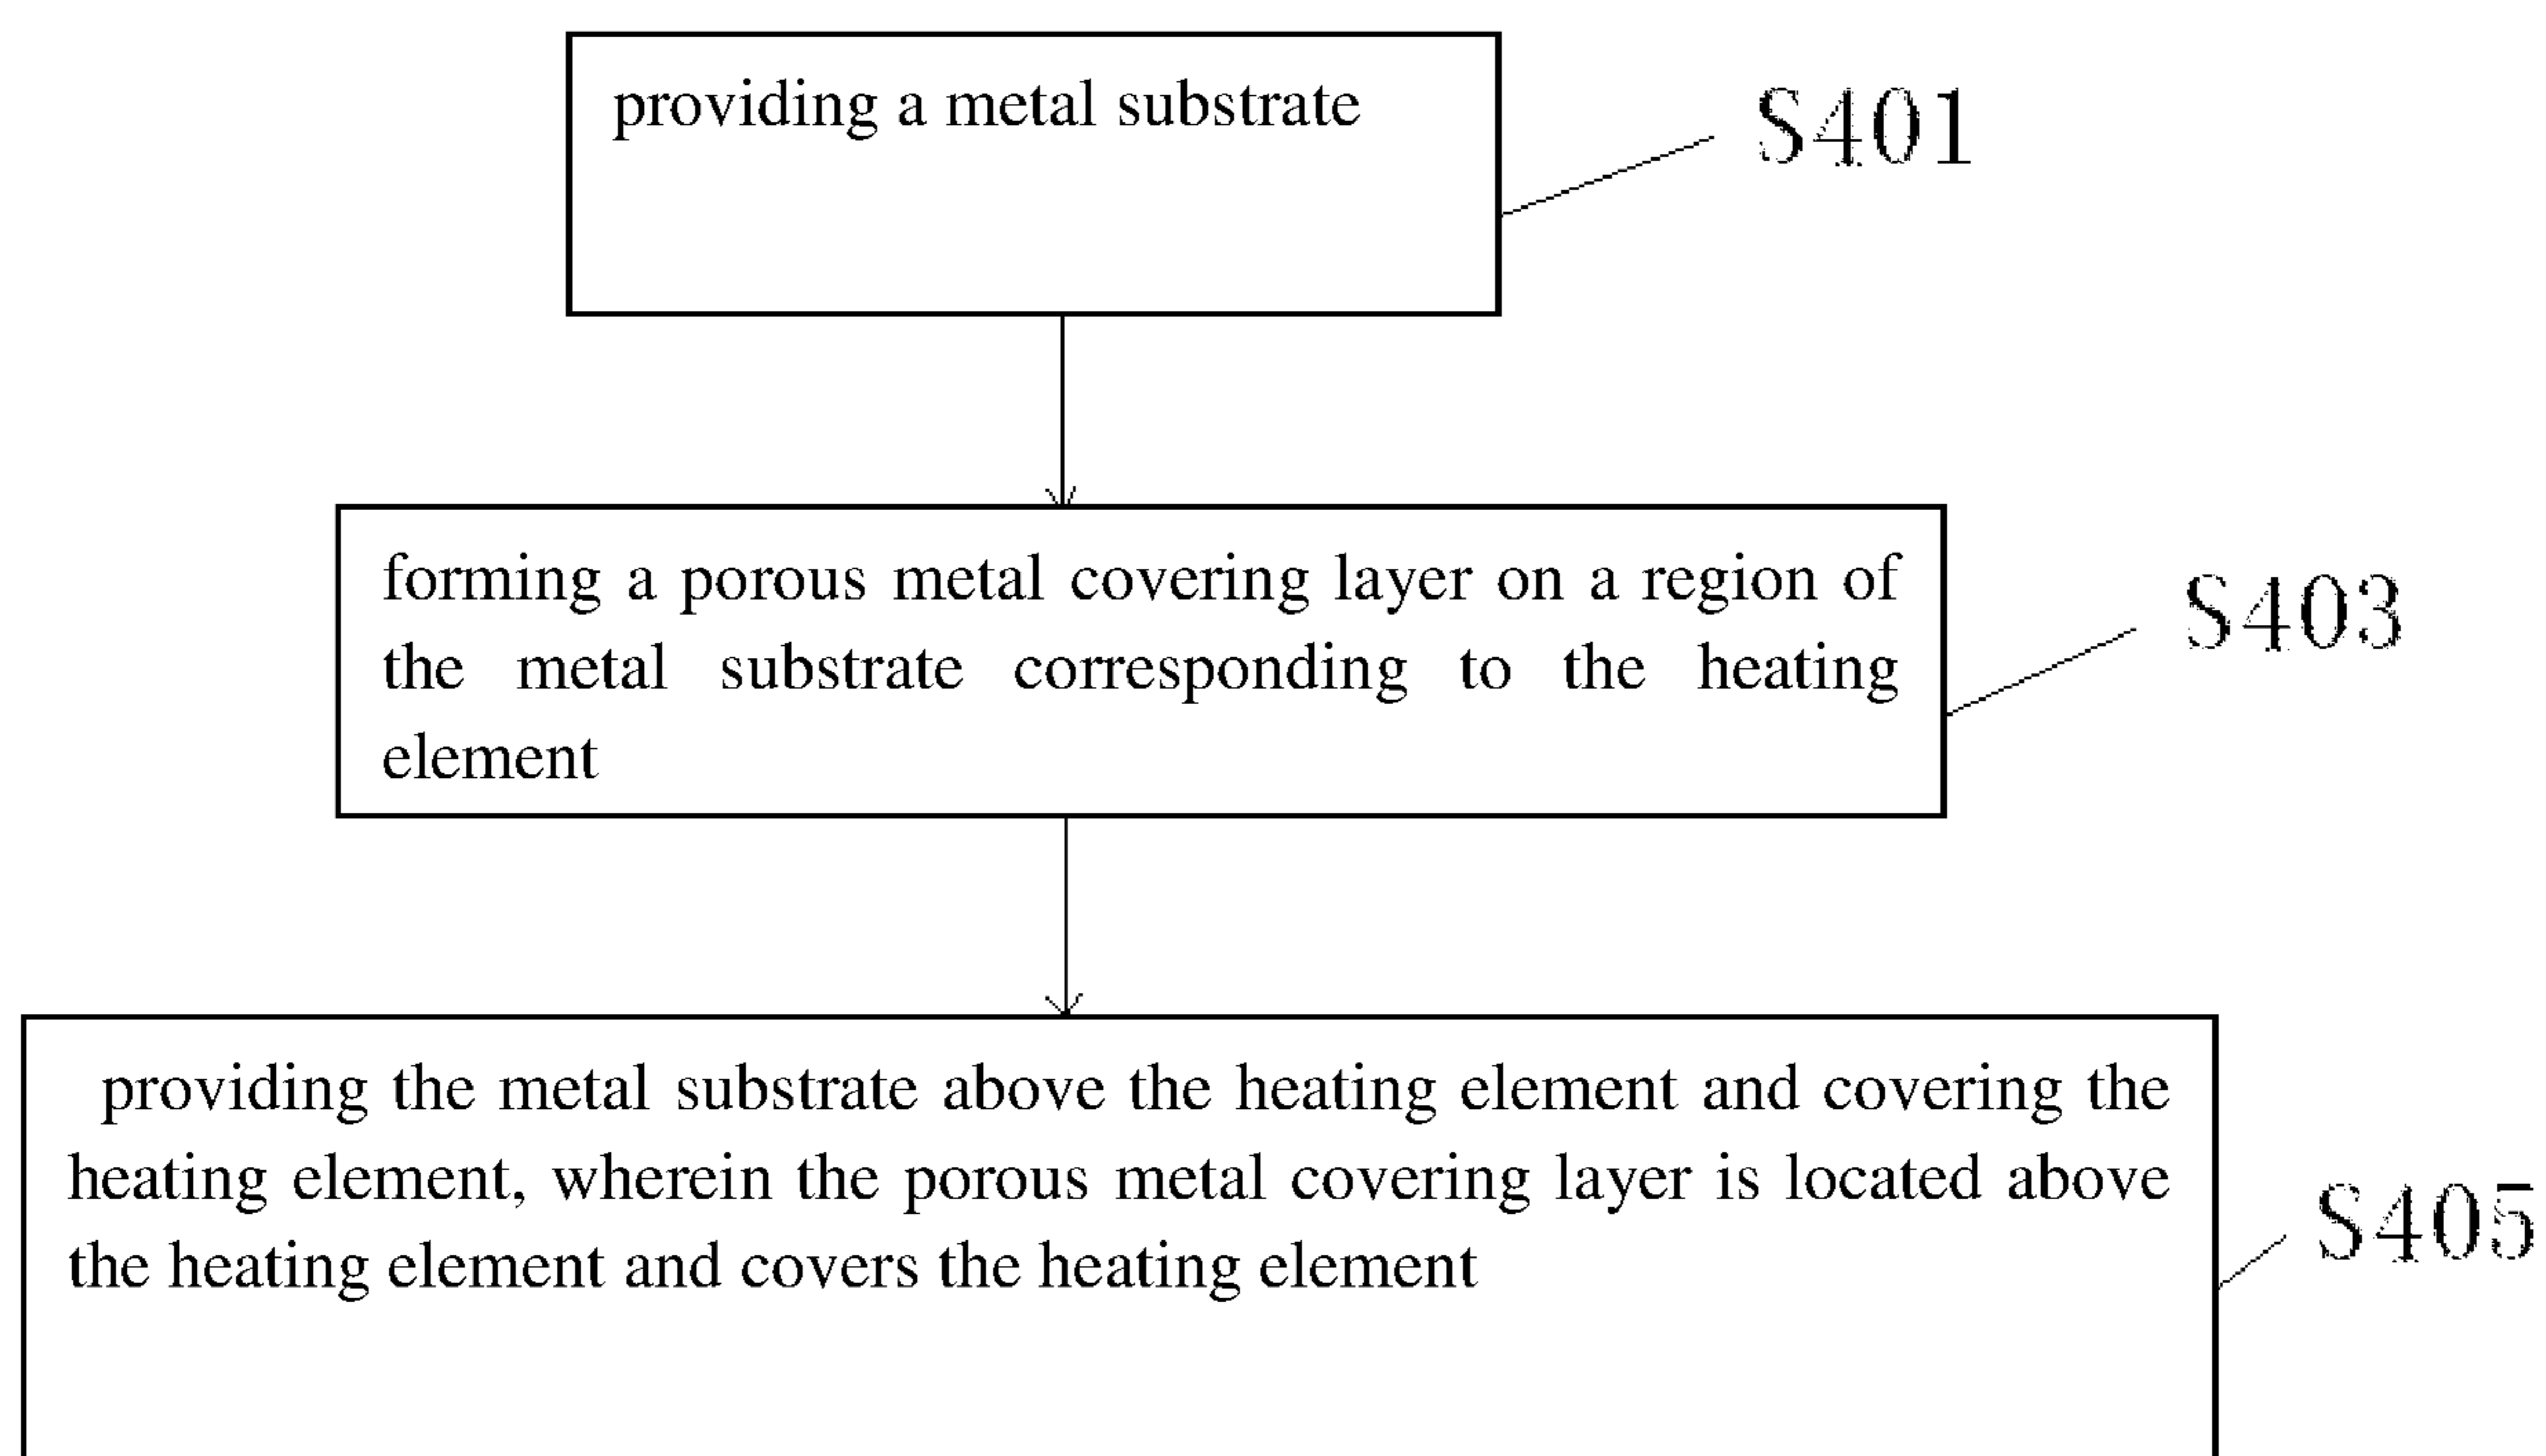 providing a metal substrate
S401
forming a porous metal covering layer on a region of
the metal substrate corresponding to the heating
element
S403
providing the metal substrate above the heating element and covering the
heating element, wherein the porous metal covering layer is located above
the heating element and covers the heating element
S405